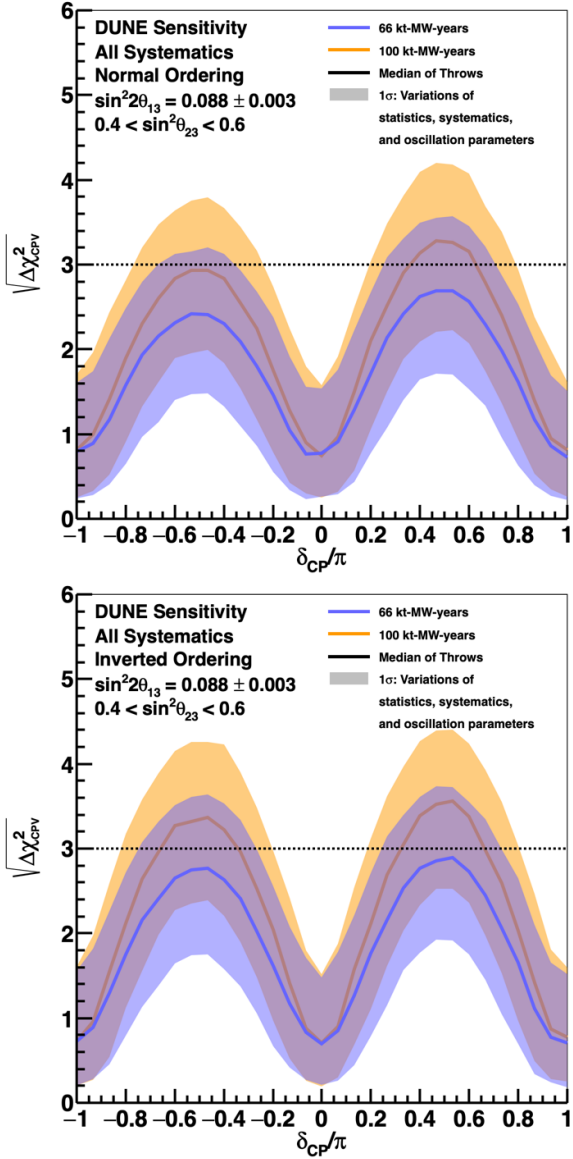 DUNE Sensitivity
All Systematics
Normal Ordering
sin²2θ₁₃ = 0.088 ± 0.003
0.4 < sin²θ₂₃ < 0.6
66 kt-MW-years
100 kt-MW-years
Median of Throws
1σ: Variations of
statistics, systematics,
and oscillation parameters
√Δχ²CPV
6
5
4
3
2
1
0
−1 −0.8 −0.6 −0.4 −0.2 0 0.2 0.4 0.6 0.8 1
δCP/π
DUNE Sensitivity
All Systematics
Inverted Ordering
sin²2θ₁₃ = 0.088 ± 0.003
0.4 < sin²θ₂₃ < 0.6
66 kt-MW-years
100 kt-MW-years
Median of Throws
1σ: Variations of
statistics, systematics,
and oscillation parameters
√Δχ²CPV
6
5
4
3
2
1
0
−1 −0.8 −0.6 −0.4 −0.2 0 0.2 0.4 0.6 0.8 1
δCP/π